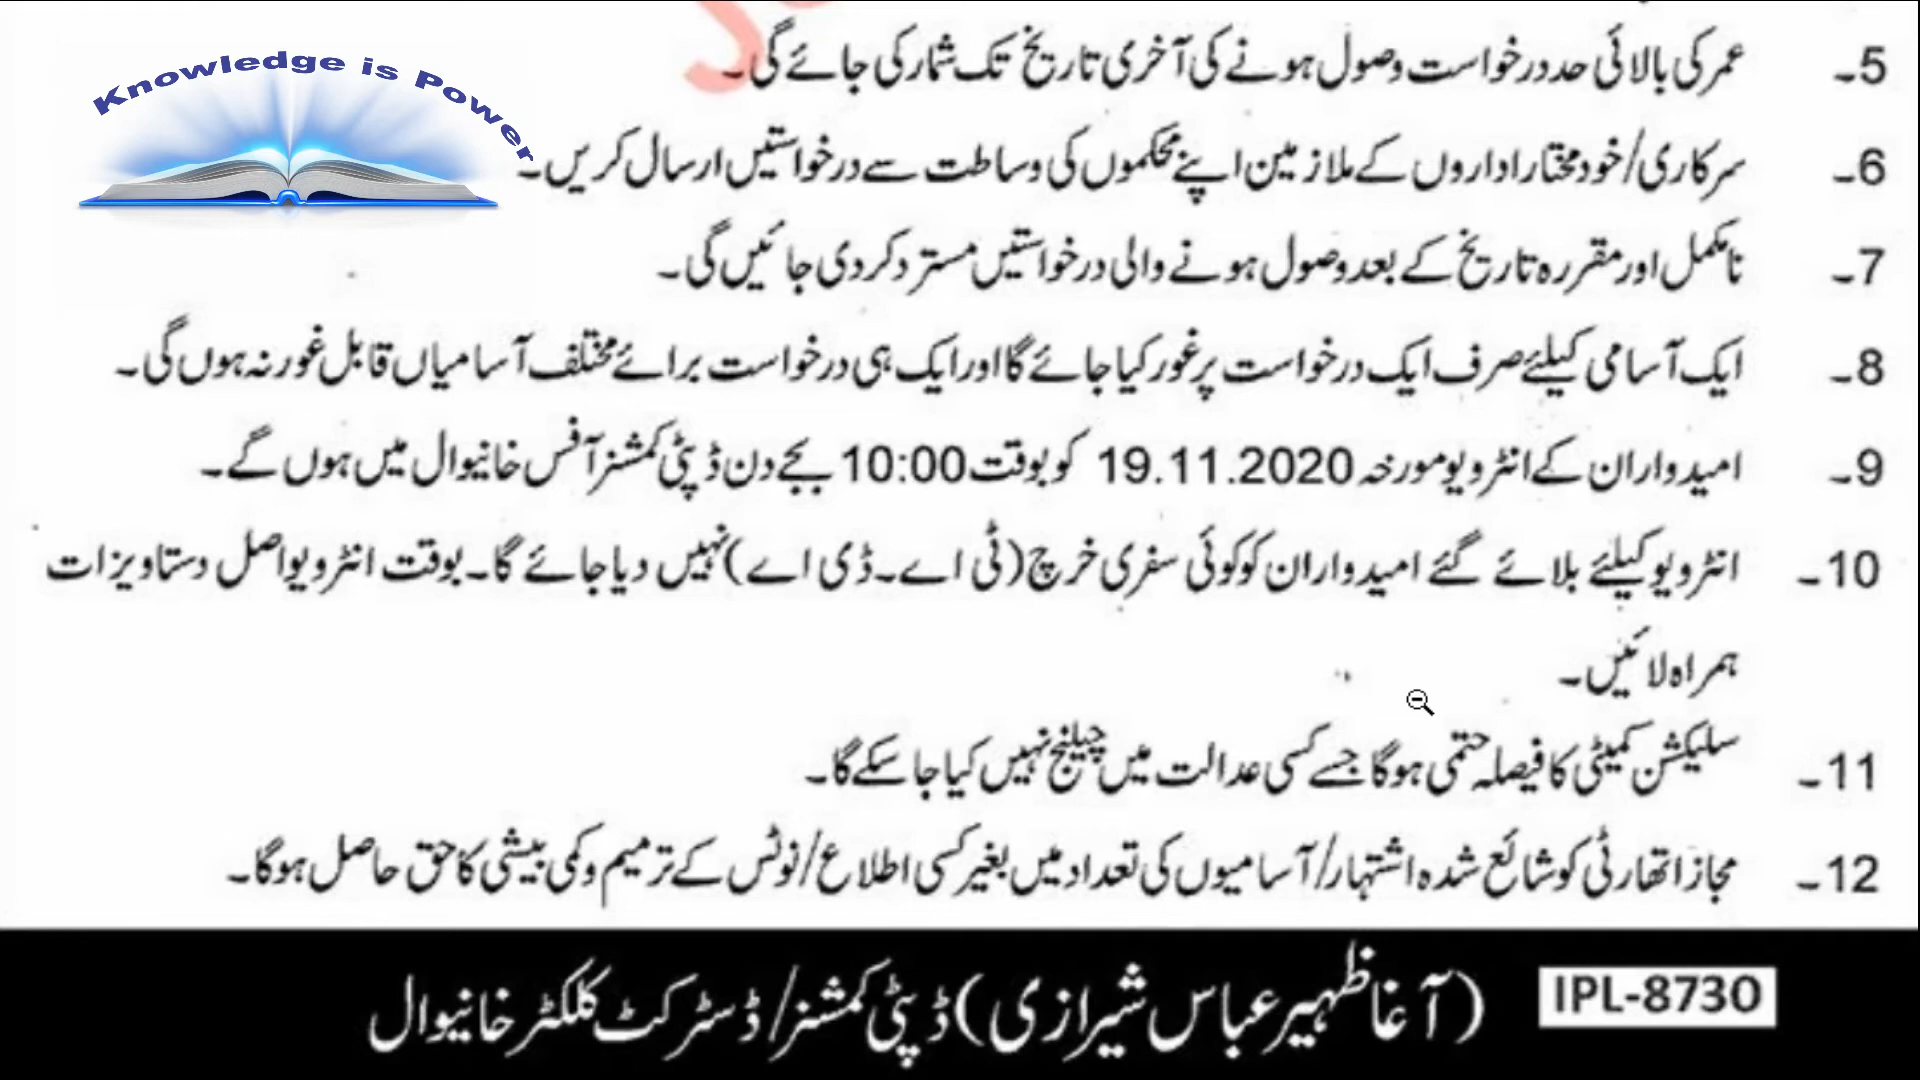 Knowledge is Power
5۔ عمر کی بالائی حد درخواست وصول ہونے کی آخری تاریخ تک شمار کی جائے گی۔
6۔ سرکاری/خودمختار اداروں کے ملازمین اپنے محکموں کی وساطت سے درخواستیں ارسال کریں۔
7۔ نامکمل اور مقررہ تاریخ کے بعد وصول ہونے والی درخواستیں مسترد کر دی جائیں گی۔
8۔ ایک آسامی کیلئے صرف ایک درخواست پر غور کیا جائے گا اور ایک ہی درخواست برائے مختلف آسامیاں قابل غور نہ ہوں گی۔
9۔ امیدواران کے انٹرویو مورخہ 19.11.2020 کو بوقت 10:00 بجے دن ڈپٹی کمشنر آفس خانیوال میں ہوں گے۔
10۔ انٹرویو کیلئے بلائے گئے امیدواران کو کوئی سفری خرچ (ٹی اے۔ڈی اے) نہیں دیا جائے گا۔ بوقت انٹرویو اصل دستاویزات
ہمراہ لائیں۔
11۔ سلیکشن کمیٹی کا فیصلہ حتمی ہوگا جسے کسی عدالت میں چیلنج نہیں کیا جاسکے گا۔
12۔ مجاز اتھارٹی کو شائع شدہ اشتہار/آسامیوں کی تعداد میں بغیر کسی اطلاع/نوٹس کے ترمیم و کمی بیشی کا حق حاصل ہوگا۔
(آغا ظہیر عباس شیرازی) ڈپٹی کمشنر/ڈسٹرکٹ کلکٹر خانیوال
IPL-8730